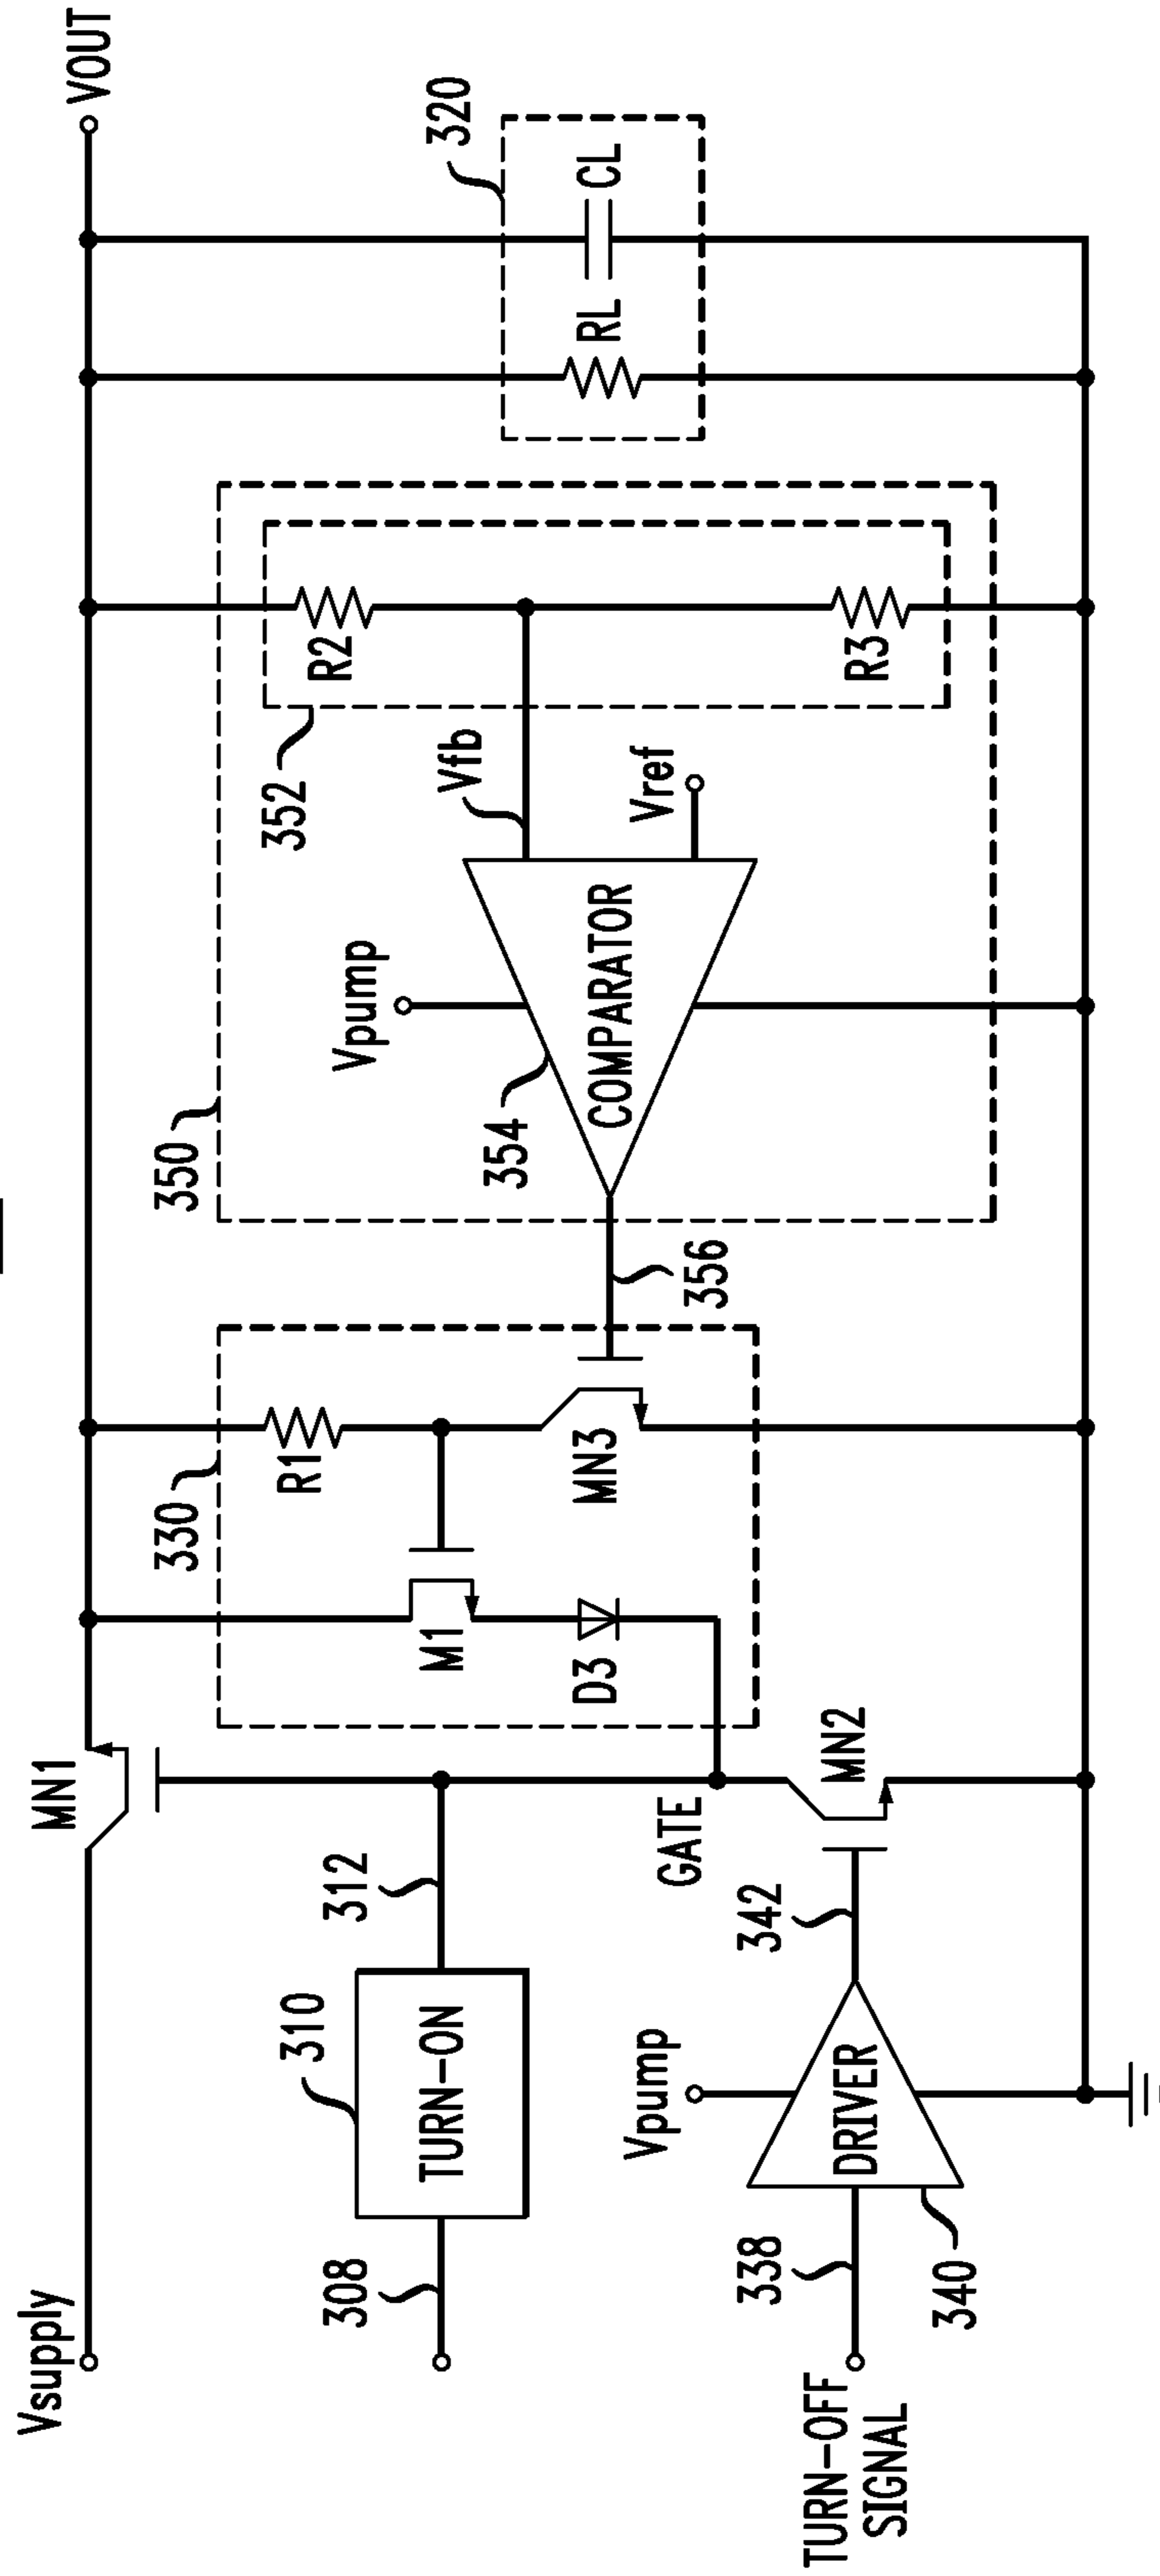 Vsupply
MN1
VOUT
308
310
TURN-ON
312
GATE
330
M1
D3
R1
MN3
356
350
354
COMPARATOR
Vpump
Vfb
Vref
352
R2
R3
320
RL
CL
TURN-OFF
SIGNAL
338
340
DRIVER
Vpump
342
MN2